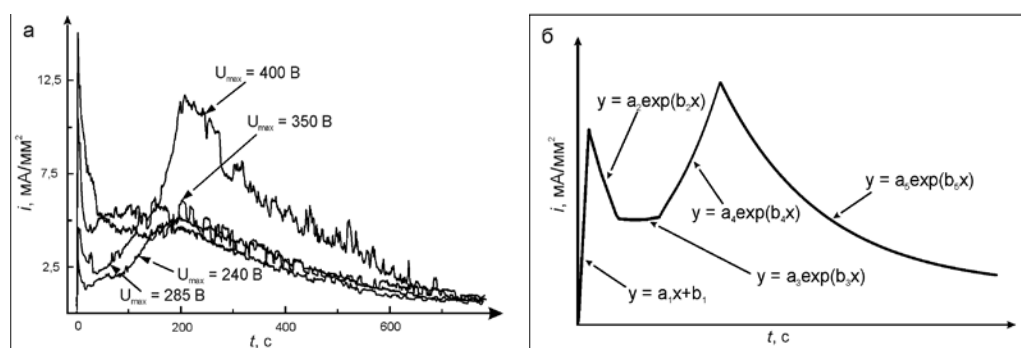 а
12,5
7,5
5
2,5
i, мА/мм²
Umax = 400 В
Umax = 350 В
Umax = 240 В
Umax = 285 В
0
200
400
600
t, с
б
i, мА/мм²
y = a₂exp(b₂x)
y = a₄exp(b₄x)
y = a₅exp(b₅x)
y = a₃exp(b₃x)
y = a₁x+b₁
t, с